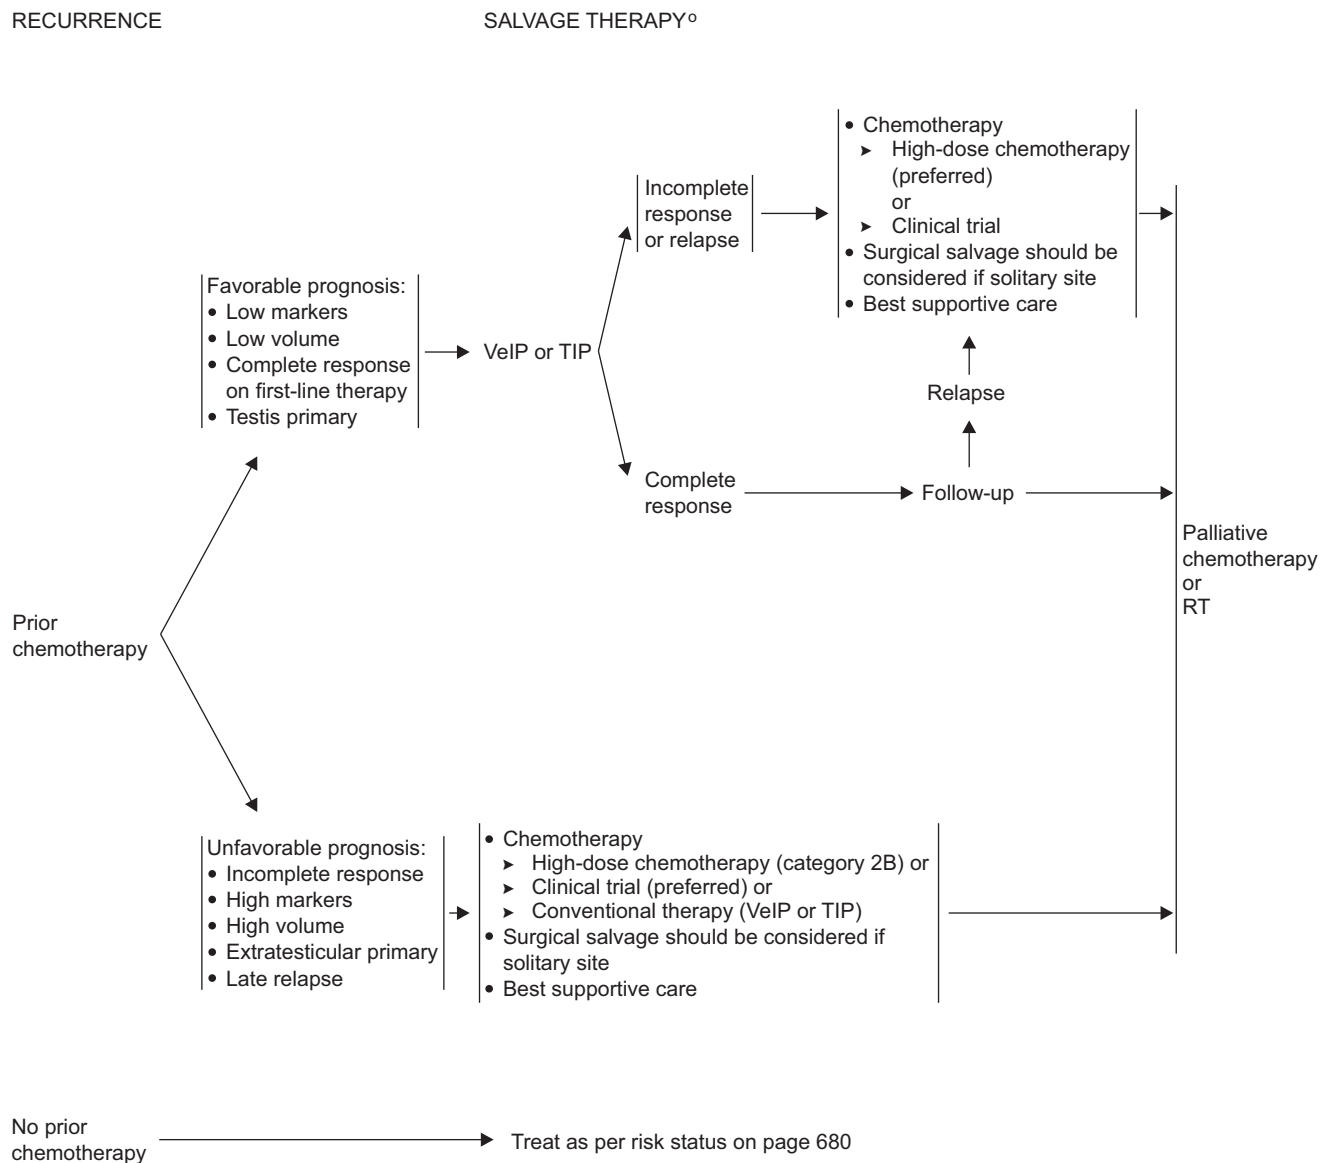 RECURRENCE
SALVAGE THERAPYᵒ
• Chemotherapy
➤ High-dose chemotherapy
(preferred)
or
➤ Clinical trial
• Surgical salvage should be
considered if solitary site
• Best supportive care
Incomplete
response
or relapse
Favorable prognosis:
• Low markers
• Low volume
• Complete response
on first-line therapy
• Testis primary
VeIP or TIP
Relapse
Complete
response
Follow-up
Palliative
chemotherapy
or
RT
Prior
chemotherapy
Unfavorable prognosis:
• Incomplete response
• High markers
• High volume
• Extratesticular primary
• Late relapse
• Chemotherapy
➤ High-dose chemotherapy (category 2B) or
➤ Clinical trial (preferred) or
➤ Conventional therapy (VeIP or TIP)
• Surgical salvage should be considered if
solitary site
• Best supportive care
No prior
chemotherapy
Treat as per risk status on page 680